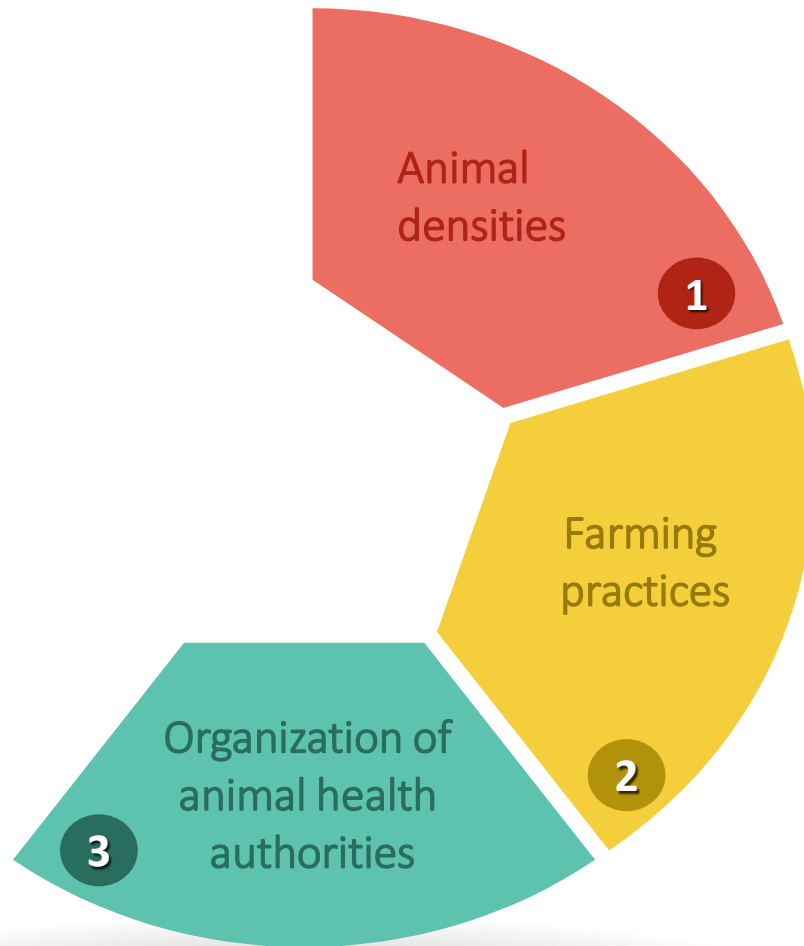 Animal
densities
1
Farming
practices
2
Organization of
animal health
authorities
3